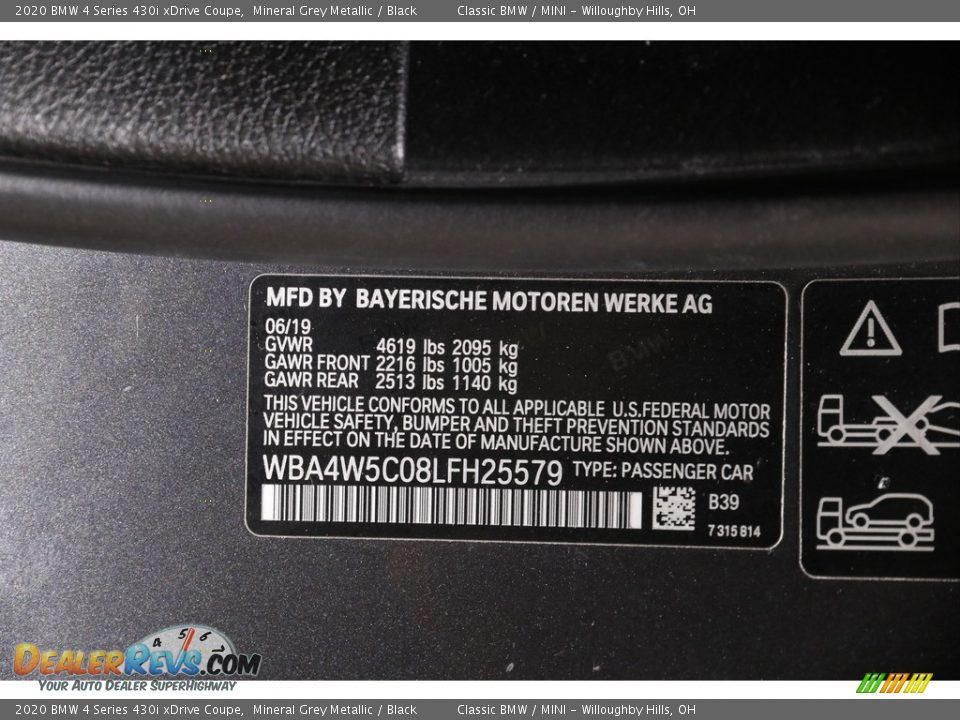 2020 BMW 4 Series 430i xDrive Coupe, Mineral Grey Metallic / Black Classic BMW / MINI - Willoughby Hills, OH
MFD BY BAYERISCHE MOTOREN WERKE AG
06/19
GVWR 4619 lbs 2095 kg
GAWR FRONT 2216 lbs 1005 kg
GAWR REAR 2513 lbs 1140 kg
THIS VEHICLE CONFORMS TO ALL APPLICABLE U.S.FEDERAL MOTOR
VEHICLE SAFETY, BUMPER AND THEFT PREVENTION STANDARDS
IN EFFECT ON THE DATE OF MANUFACTURE SHOWN ABOVE.
WBA4W5C08LFH25579 TYPE: PASSENGER CAR
B39
7315814
4 5 6 7
DEALERREVS.COM
YOUR AUTO DEALER SUPERHIGHWAY
2020 BMW 4 Series 430i xDrive Coupe, Mineral Grey Metallic / Black Classic BMW / MINI - Willoughby Hills, OH